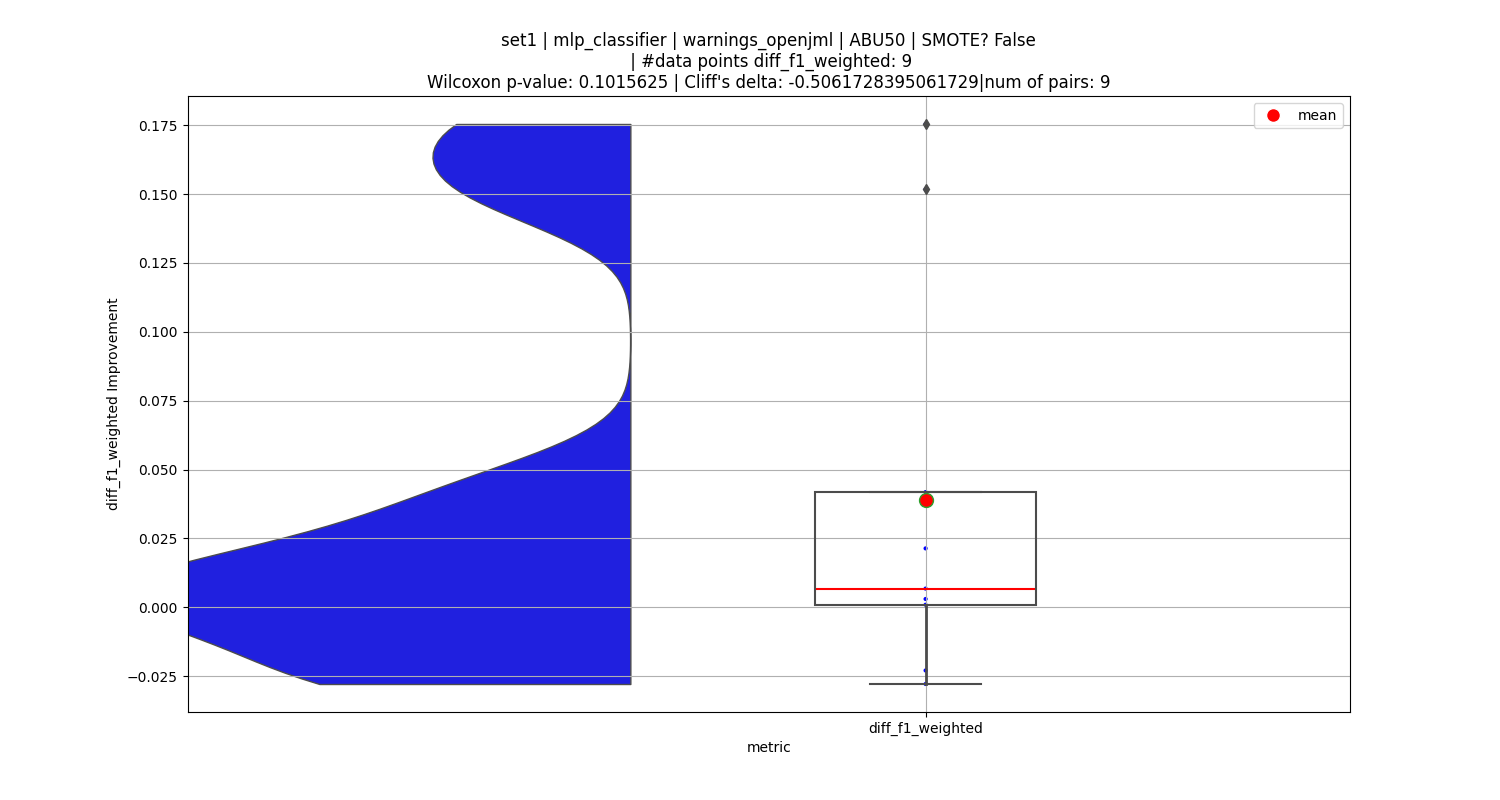 set1 | mlp_classifier | warnings_openjml | ABU50 | SMOTE? False
| #data points diff_f1_weighted: 9
Wilcoxon p-value: 0.1015625 | Cliff's delta: -0.5061728395061729|num of pairs: 9
mean
0.175
0.150
0.125
0.100
0.075
0.050
0.025
0.000
−0.025
diff_f1_weighted Improvement
diff_f1_weighted
metric